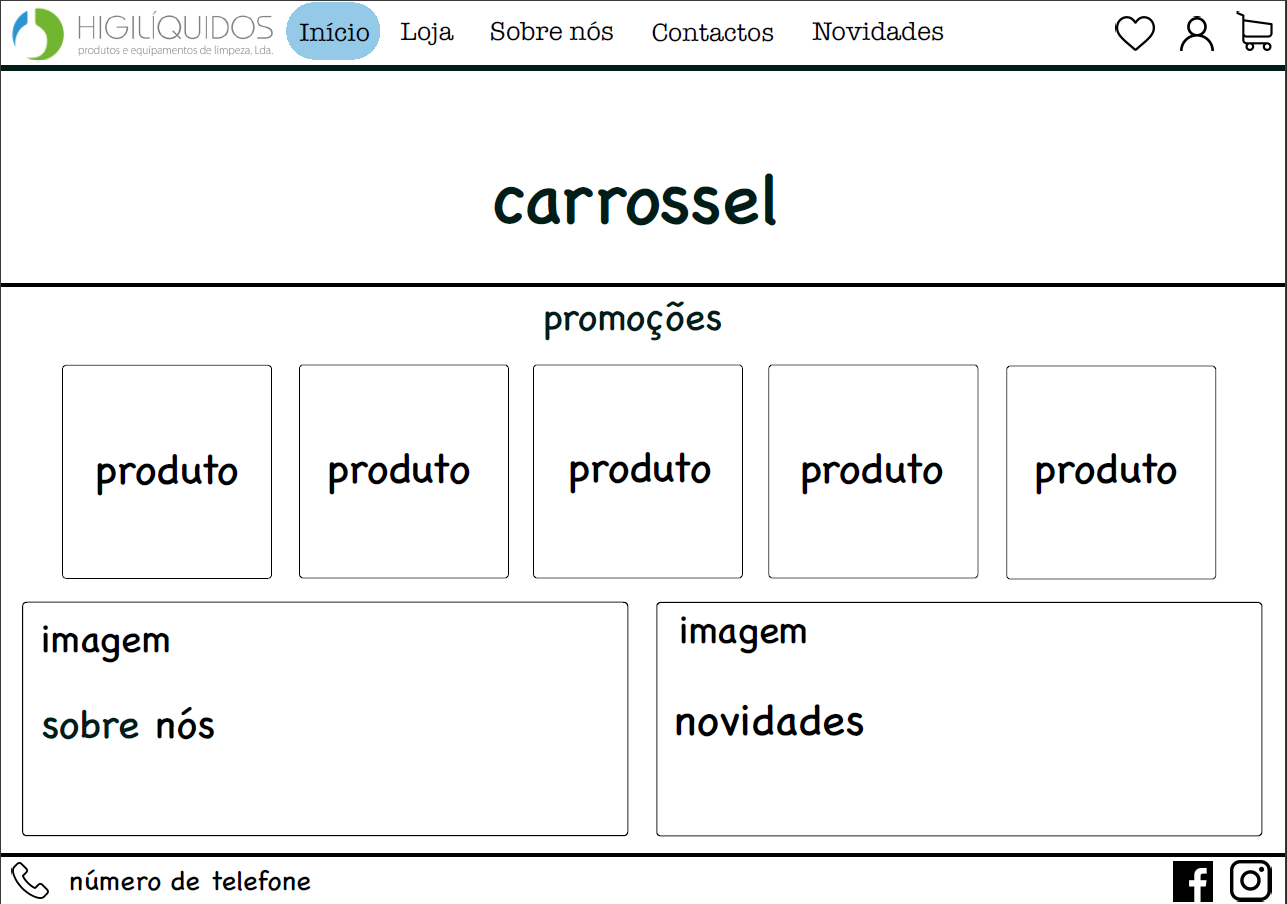 HIGILÍQUIDOS
produtos e equipamentos de limpeza, Lda.
Início Loja Sobre nós Contactos Novidades
carrossel
promoções
produto produto produto produto produto
imagem
sobre nós
imagem
novidades
número de telefone